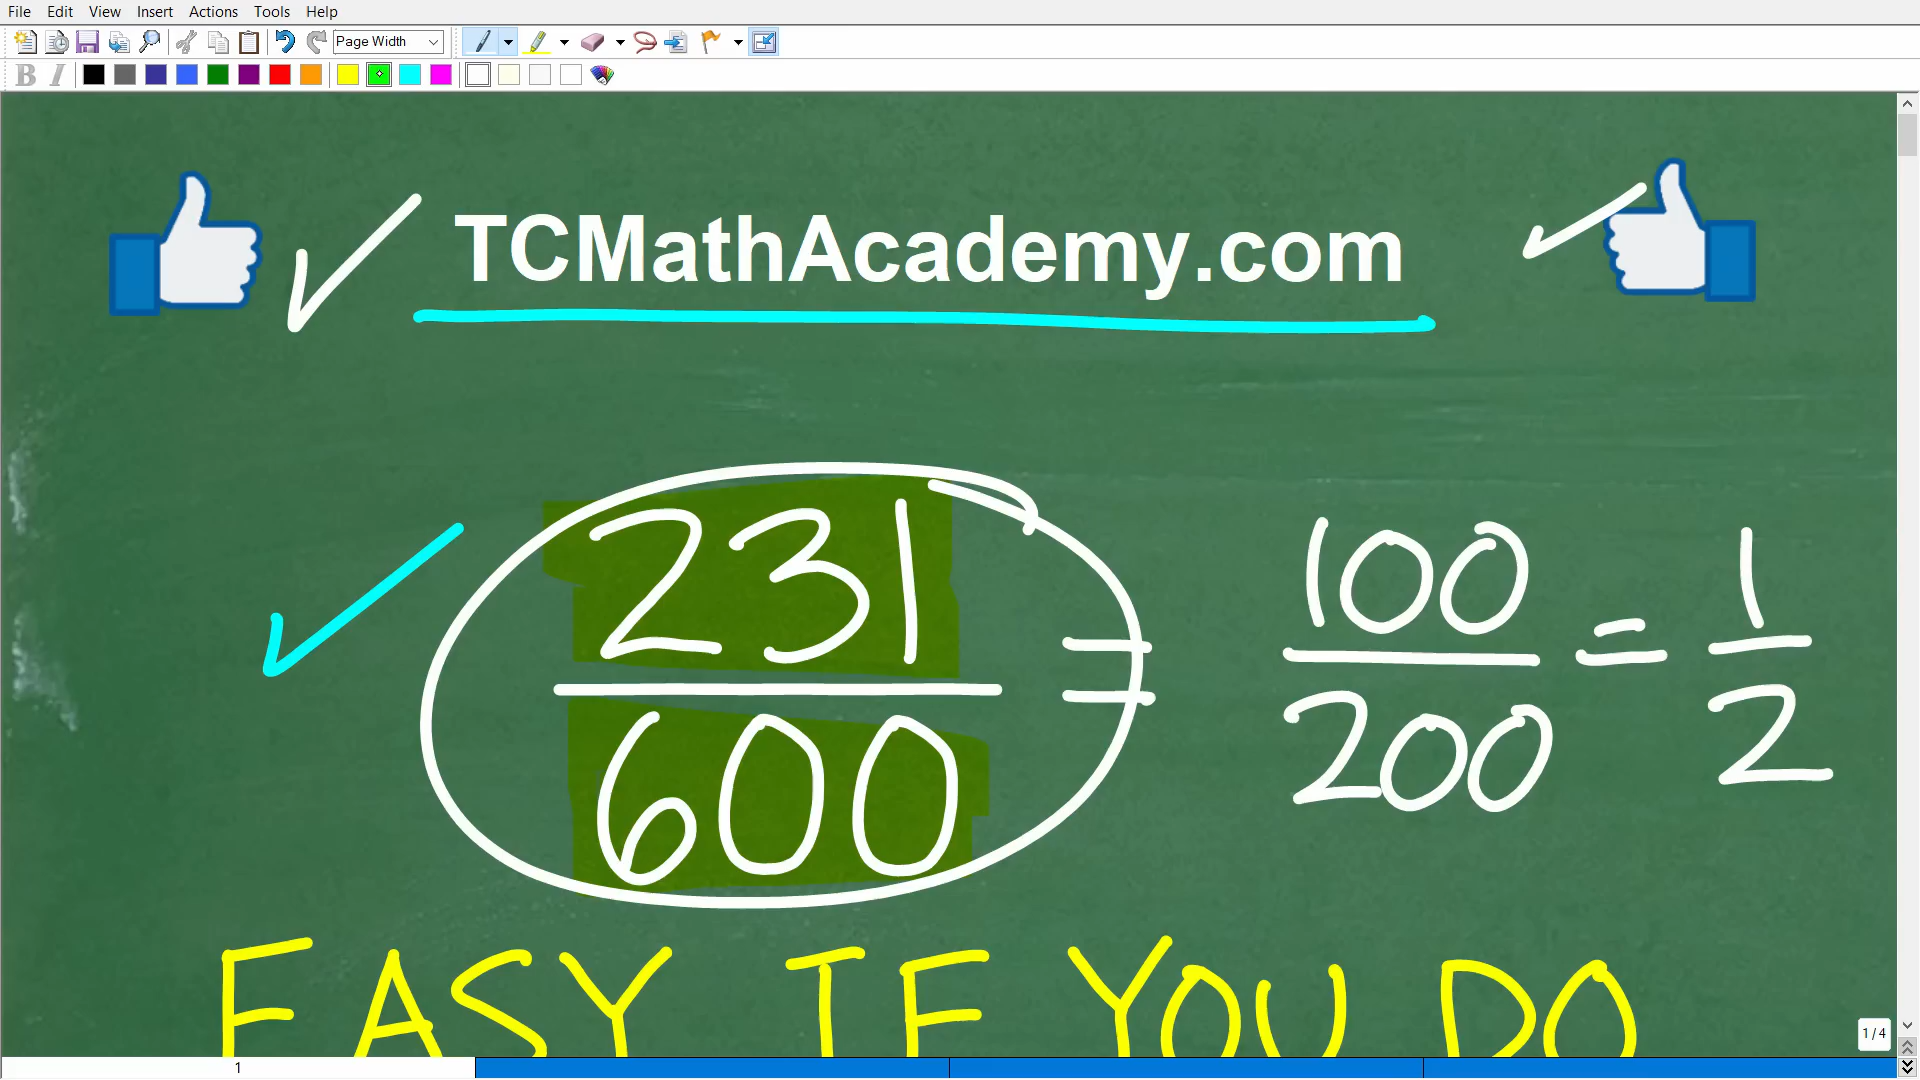 File Edit View Insert Actions Tools Help
Page Width
B I
TCMathAcademy.com
231/600 = 100/200 = 1/2
EASY IF YOU DO
1 / 4
1